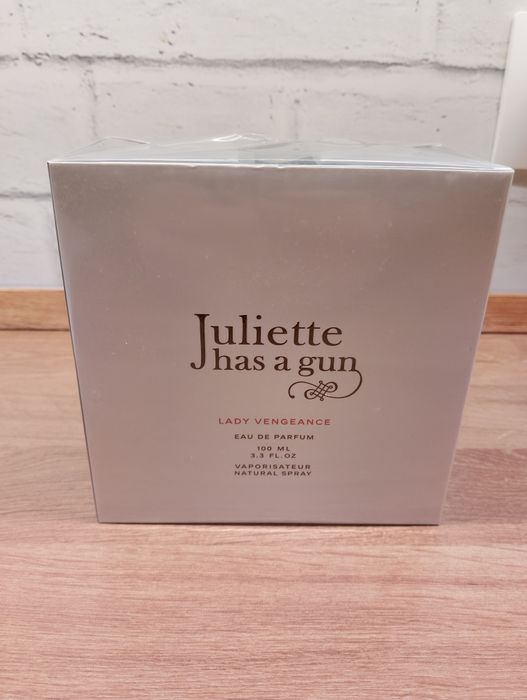 Juliette
has a gun
LADY VENGEANCE
EAU DE PARFUM
100 ML
3.3 FL.OZ
VAPORISATEUR
NATURAL SPRAY